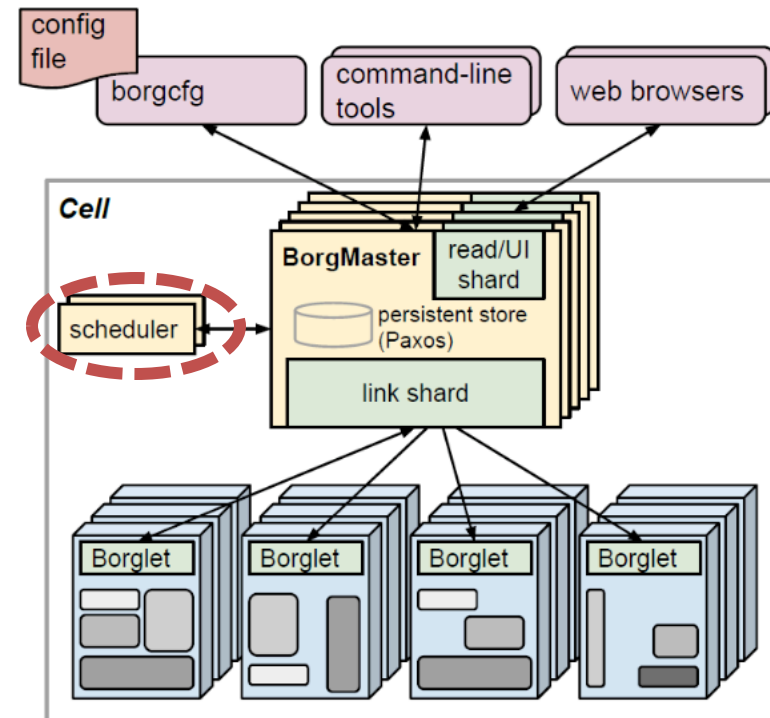 config
file
borgcfg
command-line
tools
web browsers
Cell
BorgMaster
read/UI
shard
scheduler
persistent store
(Paxos)
link shard
Borglet
Borglet
Borglet
Borglet